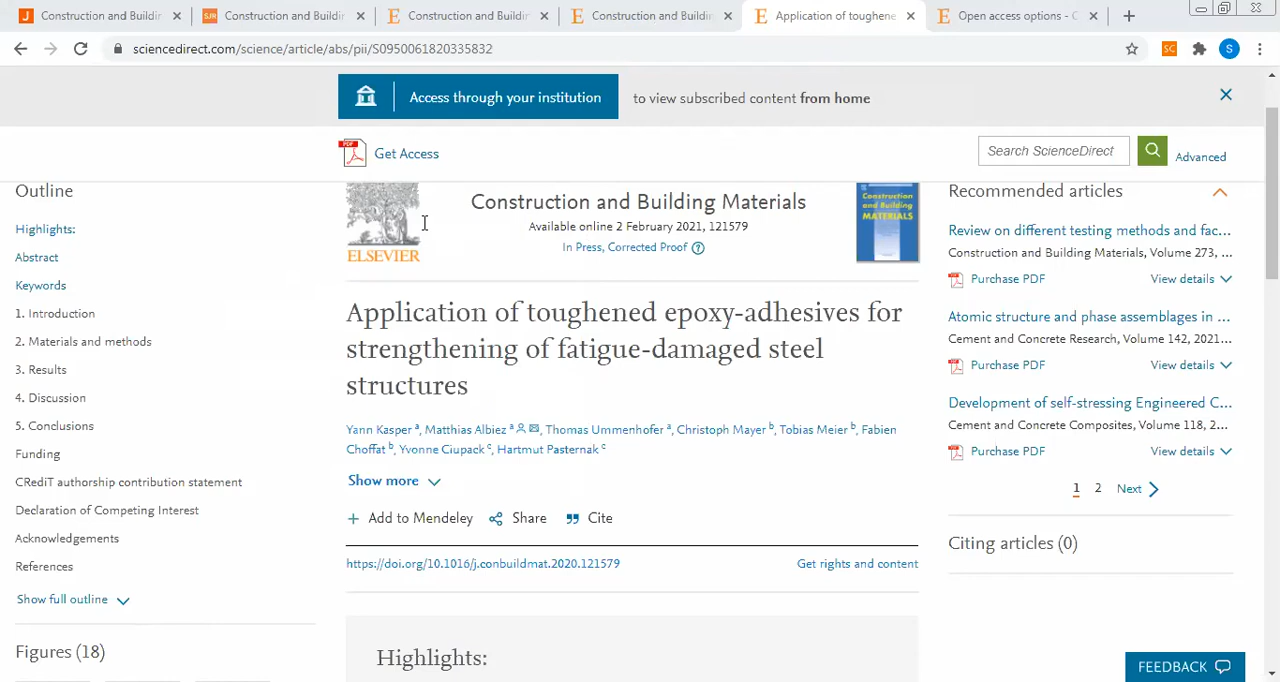 Construction and Buildin
Construction and Buildin
Construction and Buildin
Construction and Buildin
Application of toughene
Open access options - C
sciencedirect.com/science/article/abs/pii/S0950061820335832
SC
S
Access through your institution
to view subscribed content from home
PDF
Get Access
Search ScienceDirect
Advanced
Outline
Highlights:
Abstract
Keywords
1. Introduction
2. Materials and methods
3. Results
4. Discussion
5. Conclusions
Funding
CRediT authorship contribution statement
Declaration of Competing Interest
Acknowledgements
References
Show full outline
Figures (18)
ELSEVIER
Construction and Building Materials
Available online 2 February 2021, 121579
In Press, Corrected Proof
Construction
and Building
MATERIALS
Application of toughened epoxy-adhesives for
strengthening of fatigue-damaged steel
structures
Yann Kasper a, Matthias Albiez a, Thomas Ummenhofer a, Christoph Mayer b, Tobias Meier b, Fabien
Choffat b, Yvonne Ciupack c, Hartmut Pasternak c
Show more
+ Add to Mendeley
Share
Cite
https://doi.org/10.1016/j.conbuildmat.2020.121579
Get rights and content
Highlights:
Recommended articles
Review on different testing methods and fac...
Construction and Building Materials, Volume 273, ...
Purchase PDF
View details
Atomic structure and phase assemblages in ...
Cement and Concrete Research, Volume 142, 2021...
Purchase PDF
View details
Development of self-stressing Engineered C...
Cement and Concrete Composites, Volume 118, 2...
Purchase PDF
View details
1 2 Next
Citing articles (0)
FEEDBACK